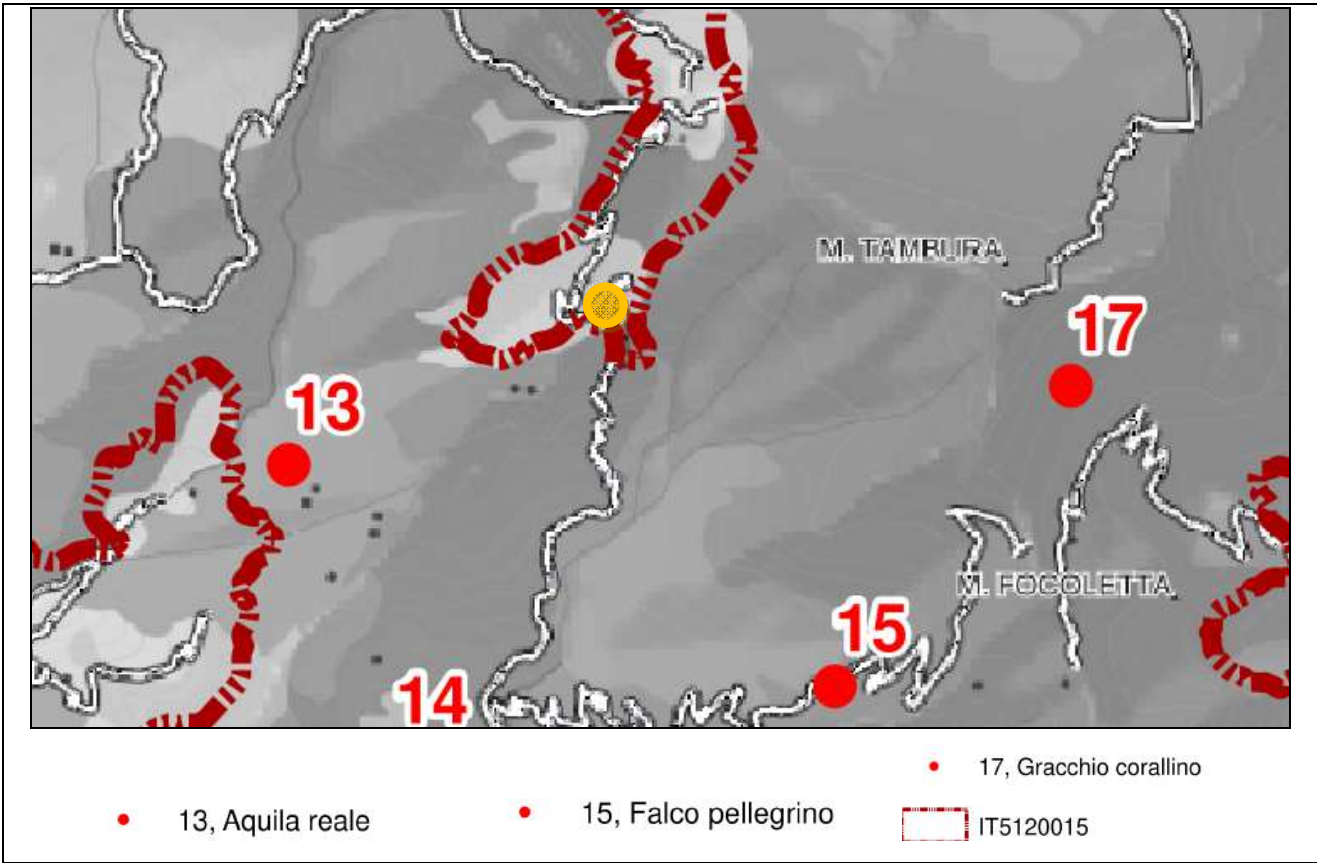 M. TAMBURA
17
13
M. FOCOLETTA
15
14
17, Gracchio corallino
13, Aquila reale
15, Falco pellegrino
IT5120015